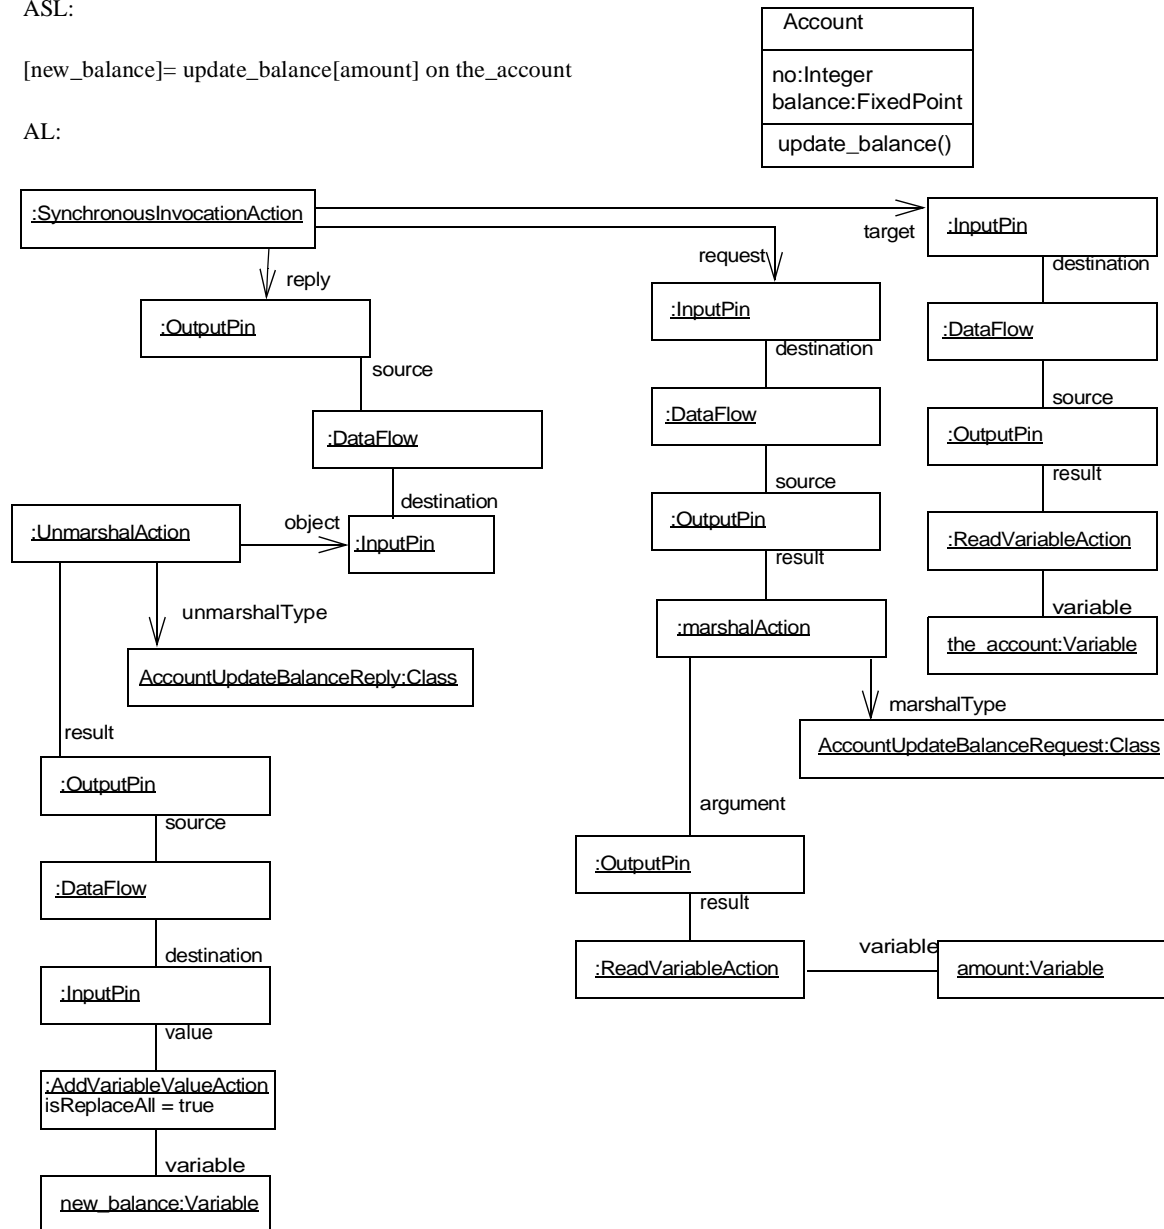 ASL:
Account
[new_balance]= update_balance[amount] on the_account
no:Integer
balance:FixedPoint
AL:
update_balance()
:SynchronousInvocationAction
target
:InputPin
request
destination
reply
:InputPin
:OutputPin
:DataFlow
destination
source
source
:DataFlow
:OutputPin
:DataFlow
result
source
destination
object
:OutputPin
:UnmarshalAction
:InputPin
:ReadVariableAction
result
unmarshalType
variable
:marshalAction
the_account:Variable
AccountUpdateBalanceReply:Class
marshalType
result
AccountUpdateBalanceRequest:Class
:OutputPin
argument
source
:OutputPin
:DataFlow
result
destination
variable
:InputPin
:ReadVariableAction
amount:Variable
value
:AddVariableValueAction
isReplaceAll = true
variable
new_balance:Variable